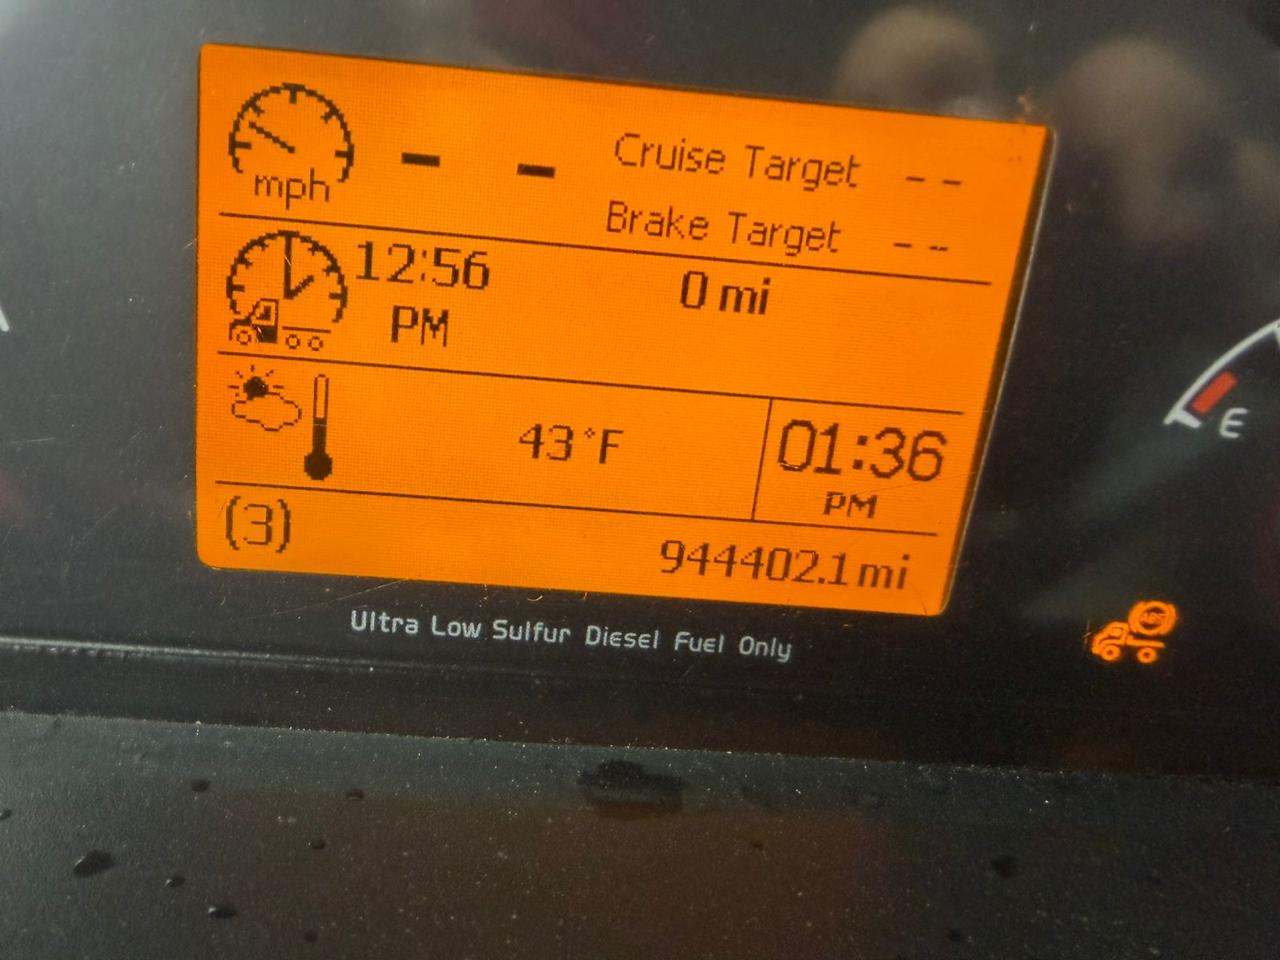 mph
- -
Cruise Target --
Brake Target --
12:56
PM
0 mi
43°F
01:36
PM
(3)
944402.1 mi
Ultra Low Sulfur Diesel Fuel Only
E